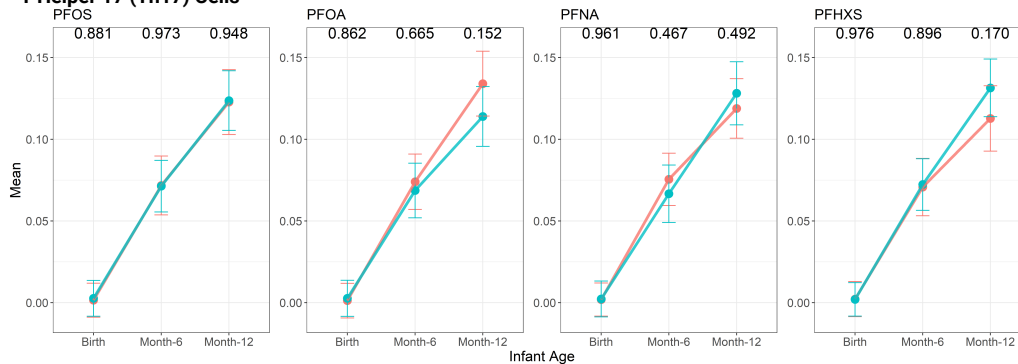 T Helper 17 (Th17) Cells
PFOS PFOA PFNA PFHXS
0.881 0.973 0.948 0.862 0.665 0.152 0.961 0.467 0.492 0.976 0.896 0.170
0.15 0.15 0.15 0.15
0.10 0.10 0.10 0.10
Mean
0.05 0.05 0.05 0.05
0.00 0.00 0.00 0.00
Birth Month-6 Month-12 Birth Month-6 Month-12 Birth Month-6 Month-12 Birth Month-6 Month-12
Infant Age